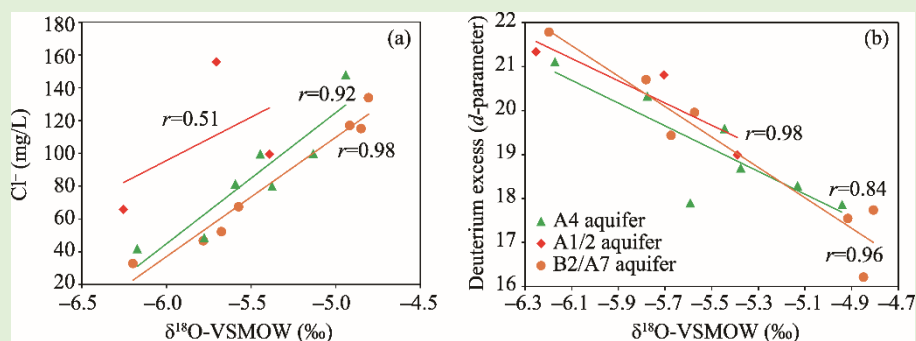 (a)
180
160
140
120
100
80
60
40
20
Cl⁻ (mg/L)
r=0.51
r=0.92
r=0.98
−6.5 −6.0 −5.5 −5.0 −4.5
δ¹⁸O-VSMOW (‰)
(b)
22
21
20
19
18
17
16
Deuterium excess (d-parameter)
r=0.98
r=0.84
r=0.96
A4 aquifer
A1/2 aquifer
B2/A7 aquifer
−6.3 −6.1 −5.9 −5.7 −5.5 −5.3 −5.1 −4.9 −4.7
δ¹⁸O-VSMOW (‰)